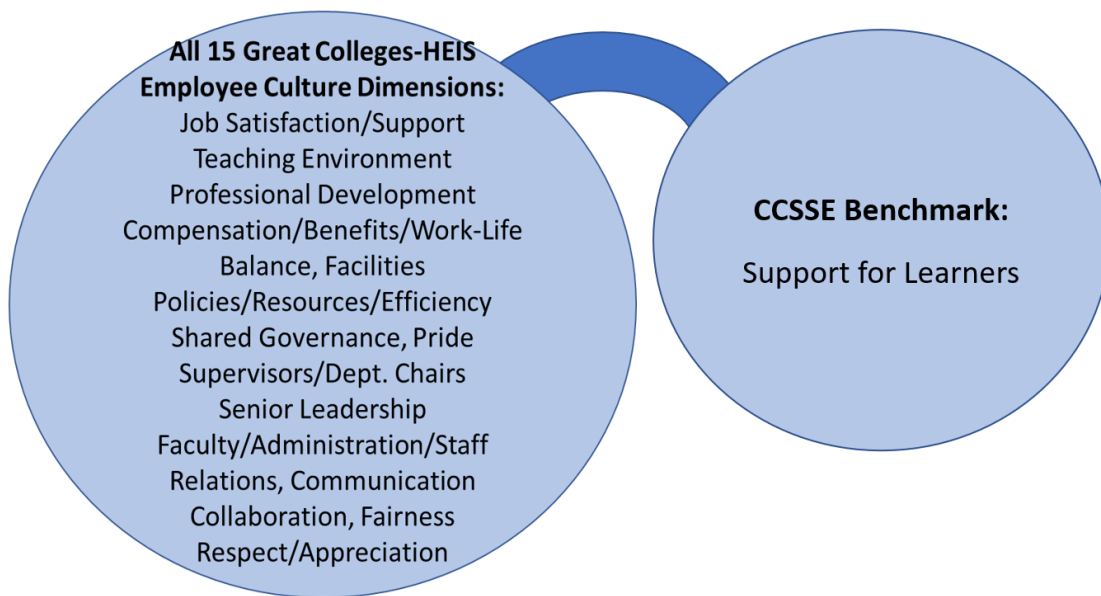 All 15 Great Colleges-HEIS
Employee Culture Dimensions:
Job Satisfaction/Support
Teaching Environment
Professional Development
Compensation/Benefits/Work-Life
Balance, Facilities
Policies/Resources/Efficiency
Shared Governance, Pride
Supervisors/Dept. Chairs
Senior Leadership
Faculty/Administration/Staff
Relations, Communication
Collaboration, Fairness
Respect/Appreciation
CCSSE Benchmark:
Support for Learners